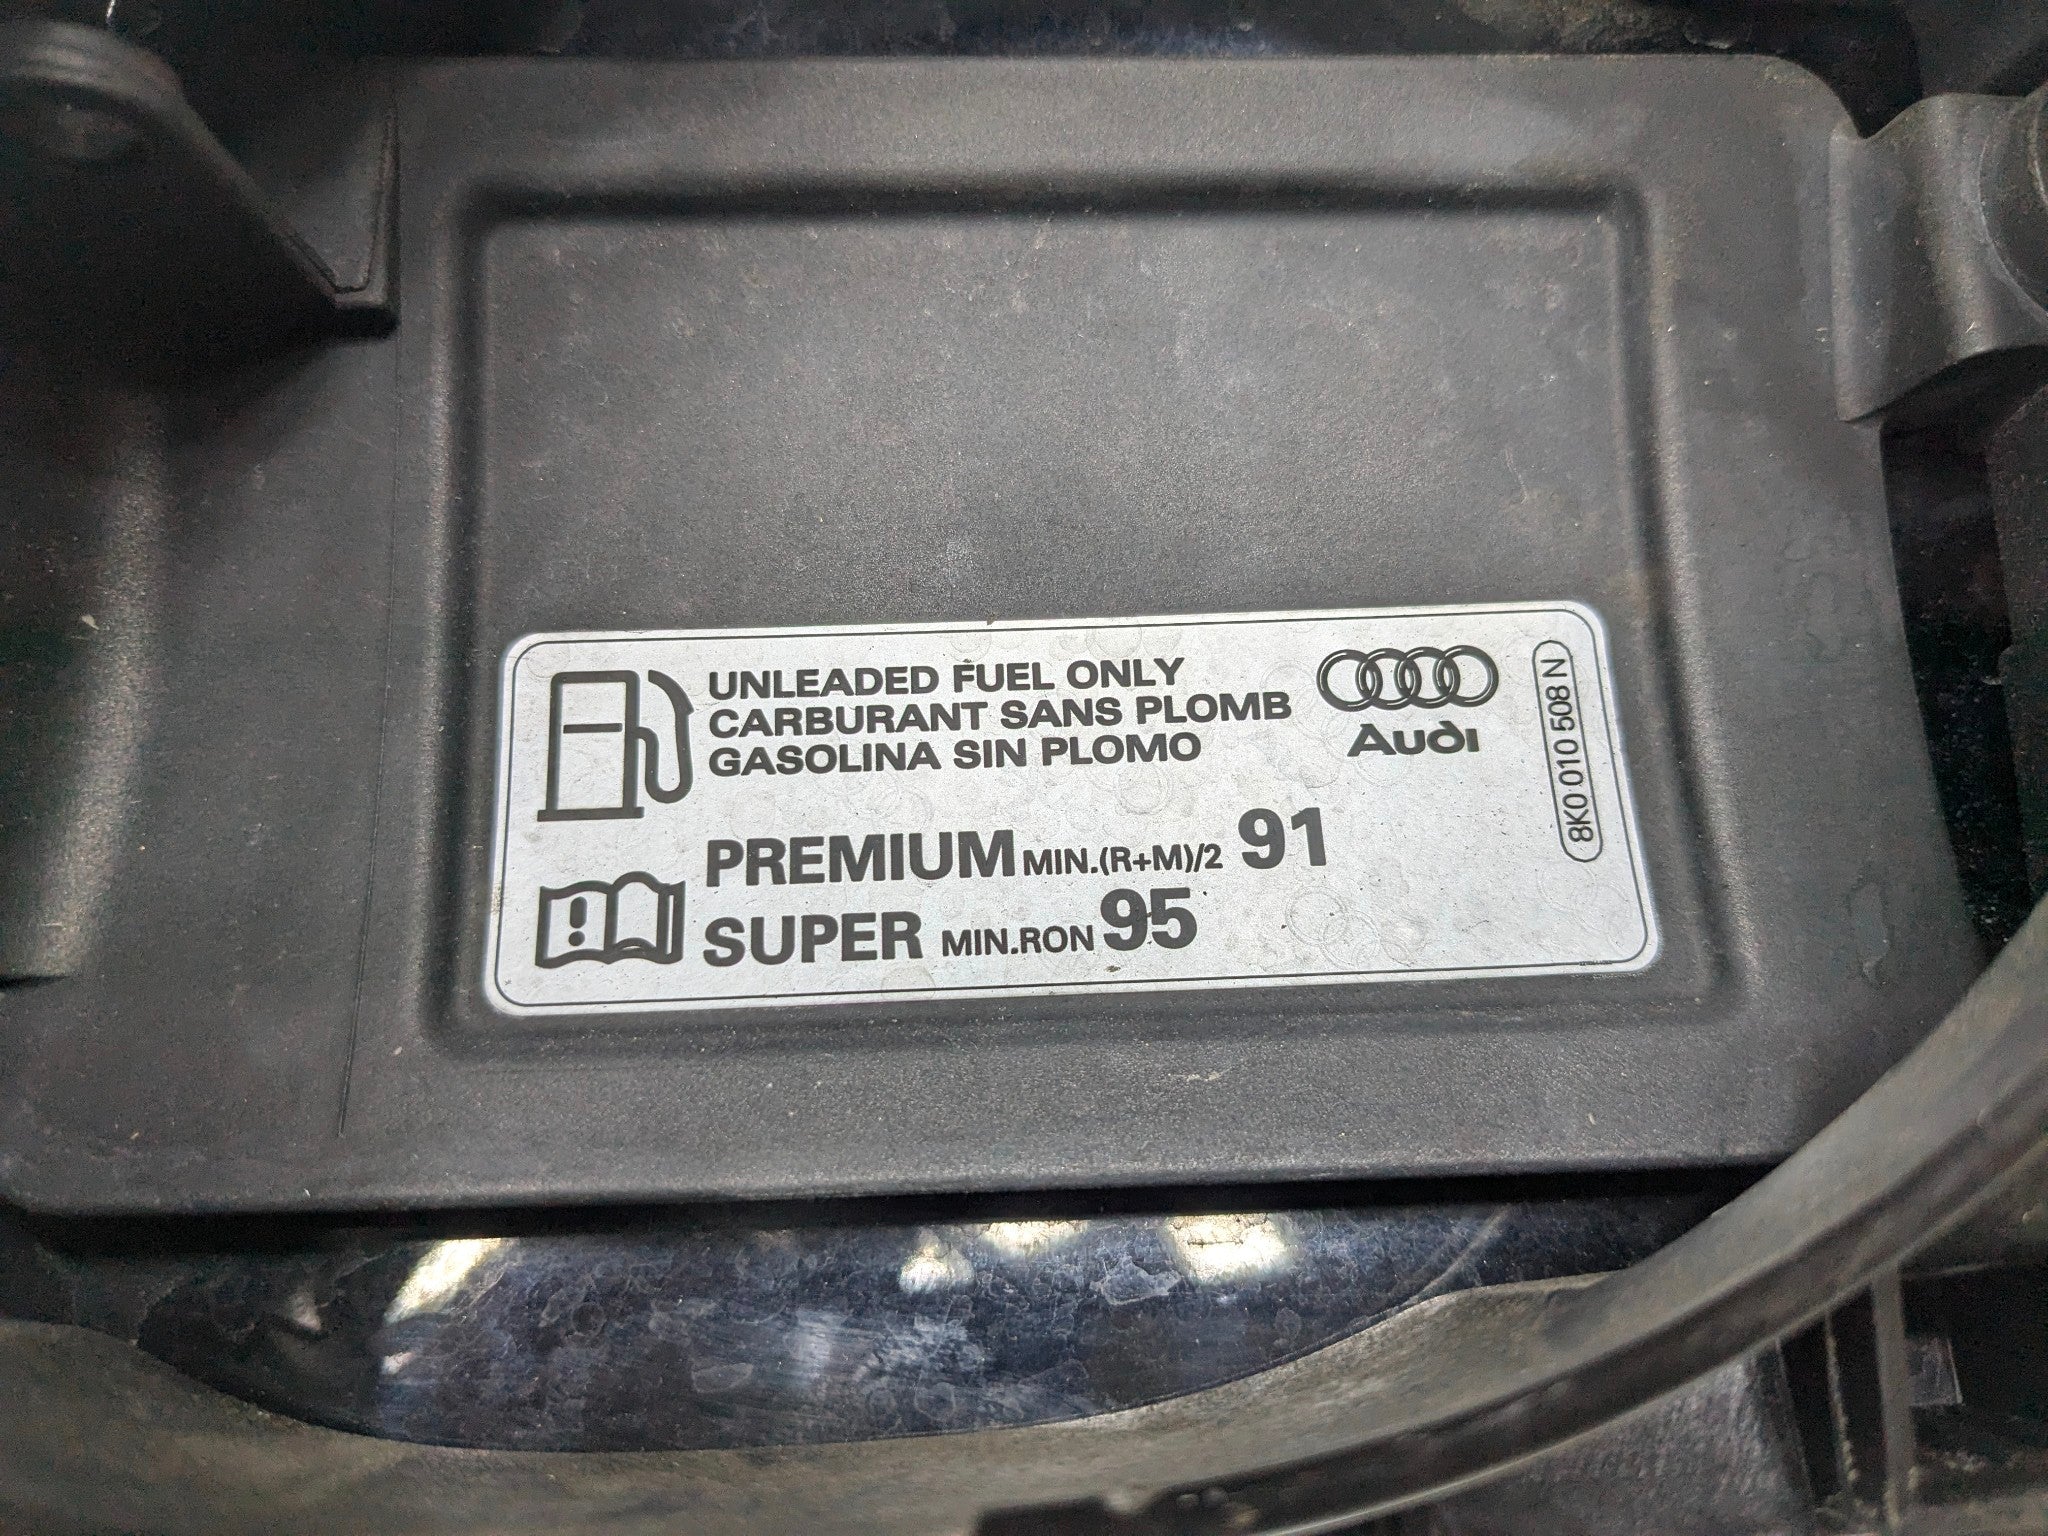 UNLEADED FUEL ONLY
CARBURANT SANS PLOMB
GASOLINA SIN PLOMO
Audi
8K0 010 508 N
PREMIUM MIN.(R+M)/2 91
SUPER MIN.RON 95